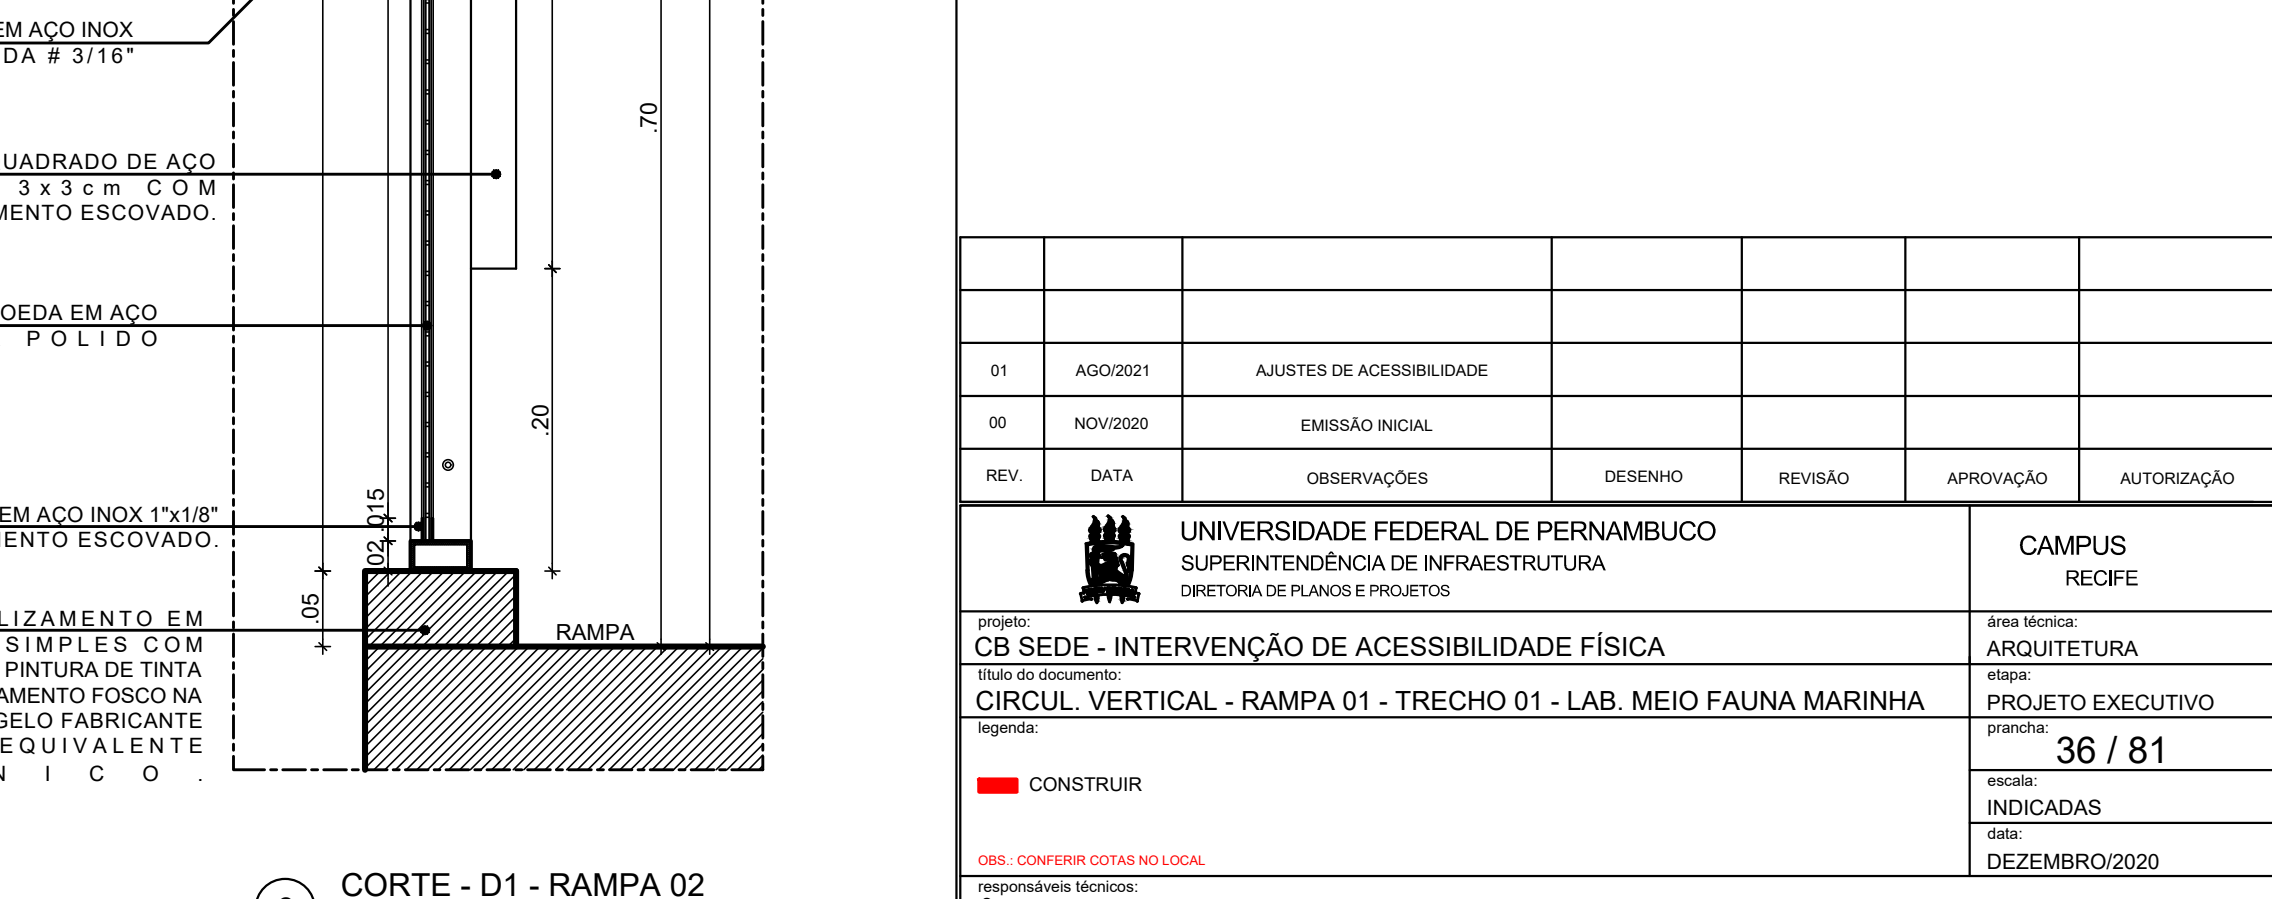 EM AÇO INOX
DA # 3/16"
UADRADO DE AÇO
3x3cm COM
MENTO ESCOVADO.
OEDA EM AÇO
POLIDO
EM AÇO INOX 1"x1/8"
MENTO ESCOVADO.
LIZAMENTO EM
SIMPLES COM
PINTURA DE TINTA
AMENTO FOSCO NA
GELO FABRICANTE
EQUIVALENTE
NICO.
.70
.20
.015
.02
.05
RAMPA
CORTE - D1 - RAMPA 02
01 AGO/2021 AJUSTES DE ACESSIBILIDADE
00 NOV/2020 EMISSÃO INICIAL
REV. DATA OBSERVAÇÕES DESENHO REVISÃO APROVAÇÃO AUTORIZAÇÃO
UNIVERSIDADE FEDERAL DE PERNAMBUCO
SUPERINTENDÊNCIA DE INFRAESTRUTURA
DIRETORIA DE PLANOS E PROJETOS
CAMPUS
RECIFE
projeto:
CB SEDE - INTERVENÇÃO DE ACESSIBILIDADE FÍSICA
área técnica:
ARQUITETURA
título do documento:
CIRCUL. VERTICAL - RAMPA 01 - TRECHO 01 - LAB. MEIO FAUNA MARINHA
etapa:
PROJETO EXECUTIVO
legenda:
CONSTRUIR
OBS.: CONFERIR COTAS NO LOCAL
prancha:
36 / 81
escala:
INDICADAS
data:
DEZEMBRO/2020
responsáveis técnicos: